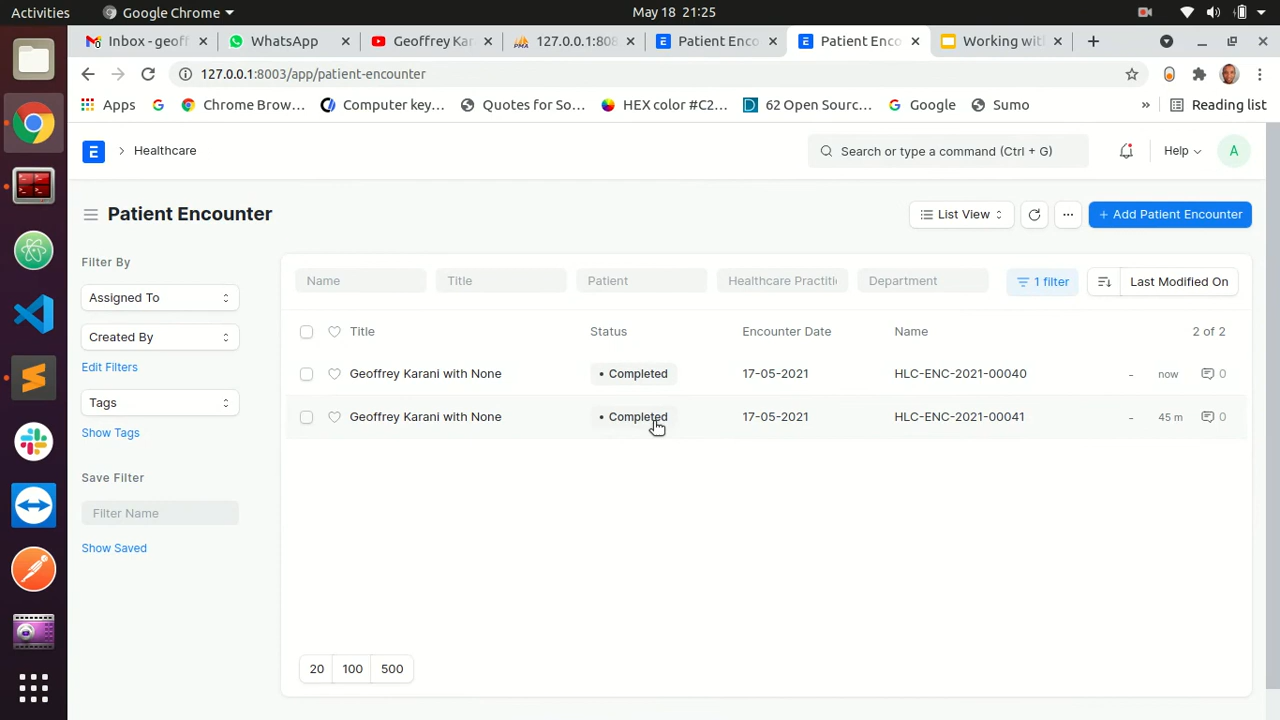 Activities
Google Chrome
May 18 21:25
Inbox - geoff
WhatsApp
Geoffrey Kar
127.0.0.1:808
Patient Enco
Patient Enco
Working with
127.0.0.1:8003/app/patient-encounter
Apps
Chrome Brow...
Computer key...
Quotes for So...
HEX color #C2...
62 Open Sourc...
Google
Sumo
»
Reading list
E
Healthcare
Search or type a command (Ctrl + G)
Help
A
Patient Encounter
List View
...
+ Add Patient Encounter
Filter By
Assigned To
Created By
Edit Filters
Tags
Show Tags
Save Filter
Filter Name
Show Saved
Name
Title
Patient
Healthcare Practiti
Department
1 filter
Last Modified On
Title
Status
Encounter Date
Name
2 of 2
Geoffrey Karani with None
• Completed
17-05-2021
HLC-ENC-2021-00040
-
now
0
Geoffrey Karani with None
• Completed
17-05-2021
HLC-ENC-2021-00041
-
45 m
0
20
100
500